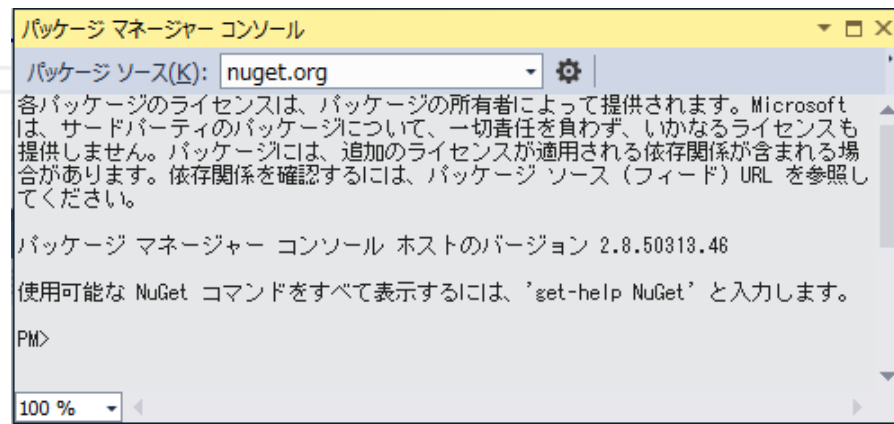 パッケージ マネージャー コンソール
パッケージ ソース(K): nuget.org
各パッケージのライセンスは、パッケージの所有者によって提供されます。Microsoft
は、サードパーティのパッケージについて、一切責任を負わず、いかなるライセンスも
提供しません。パッケージには、追加のライセンスが適用される依存関係が含まれる場
合があります。依存関係を確認するには、パッケージ ソース (フィード) URL を参照し
てください。
パッケージ マネージャー コンソール ホストのバージョン 2.8.50313.46
使用可能な NuGet コマンドをすべて表示するには、'get-help NuGet' と入力します。
PM>
100 %